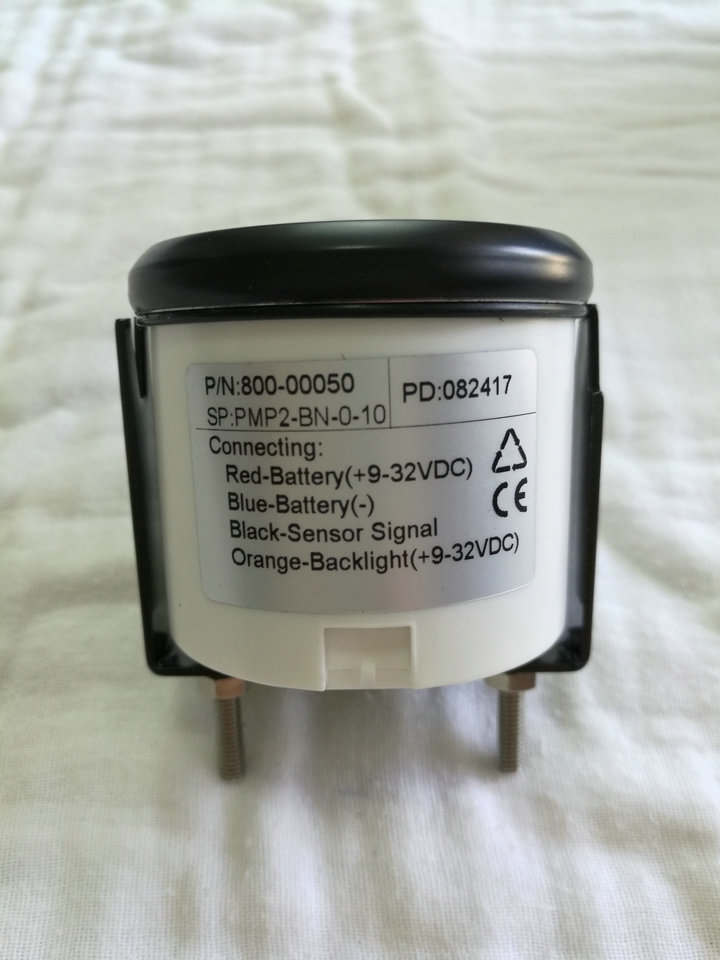 P/N:800-00050
PD:082417
SP:PMP2-BN-0-10
Connecting:
Red-Battery(+9-32VDC)
Blue-Battery(-)
CE
Black-Sensor Signal
Orange-Backlight(+9-32VDC)